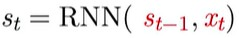 s_t = RNN( s_{t-1}, x_t)